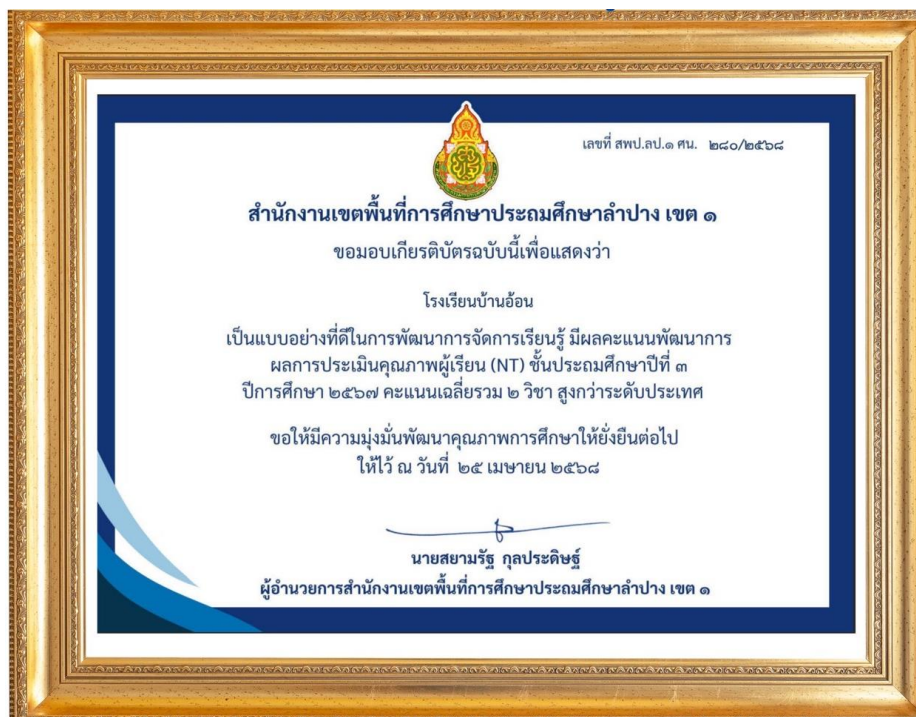 เลขที่ สพป.ลป.๑ ศน. ๒๘๐/๒๕๖๘
สำนักงานเขตพื้นที่การศึกษาประถมศึกษาลำปาง เขต ๑
ขอมอบเกียรติบัตรฉบับนี้เพื่อแสดงว่า
โรงเรียนบ้านอ้อน
เป็นแบบอย่างที่ดีในการพัฒนาการจัดการเรียนรู้ มีผลคะแนนพัฒนาการ
ผลการประเมินคุณภาพผู้เรียน (NT) ชั้นประถมศึกษาปีที่ ๓
ปีการศึกษา ๒๕๖๗ คะแนนเฉลี่ยรวม ๒ วิชา สูงกว่าระดับประเทศ
ขอให้มีความมุ่งมั่นพัฒนาคุณภาพการศึกษาให้ยั่งยืนต่อไป
ให้ไว้ ณ วันที่ ๒๕ เมษายน ๒๕๖๘
นายสยามรัฐ กุลประดิษฐ์
ผู้อำนวยการสำนักงานเขตพื้นที่การศึกษาประถมศึกษาลำปาง เขต ๑